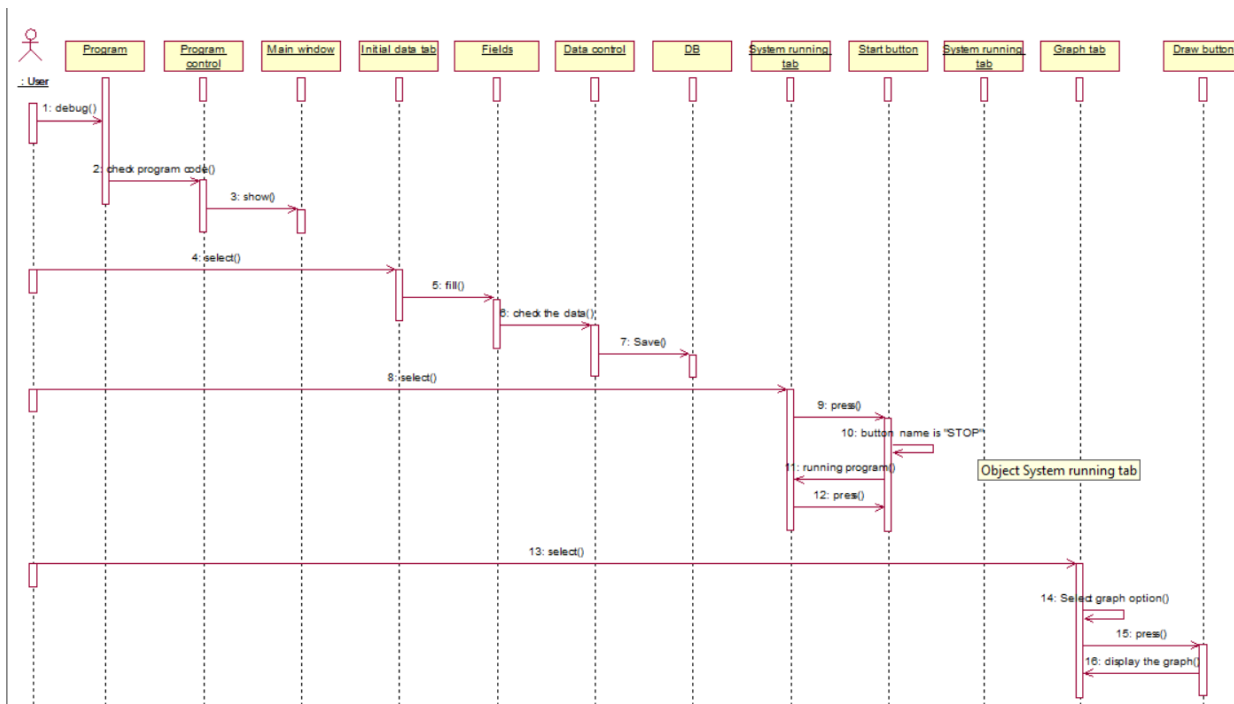 Program
Program
control
Main window
Initial data tab
Fields
Data control
DB
System running
tab
Start button
System running
tab
Graph tab
Draw button
: User
1: debug()
2: check program code()
3: show()
4: select()
5: fill()
6: check the data()
7: Save()
8: select()
9: press()
10: button name is "STOP"
11: running program()
Object System running tab
12: press()
13: select()
14: Select graph option()
15: press()
16: display the graph()